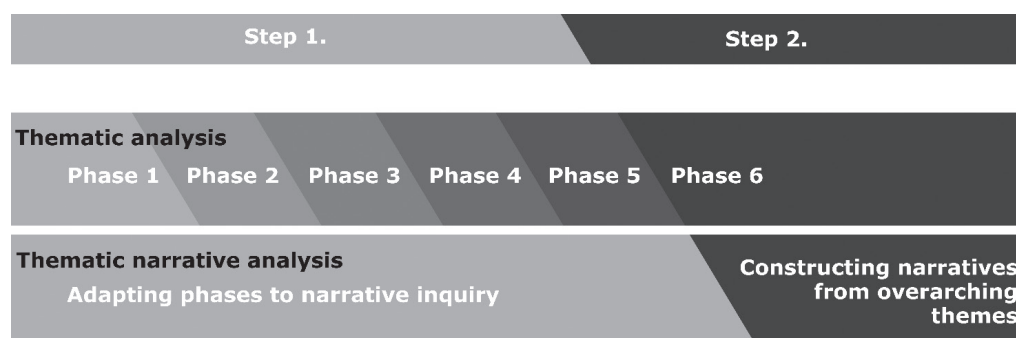 Step 1.
Step 2.
Thematic analysis
Phase 1
Phase 2
Phase 3
Phase 4
Phase 5
Phase 6
Thematic narrative analysis
Adapting phases to narrative inquiry
Constructing narratives
from overarching
themes